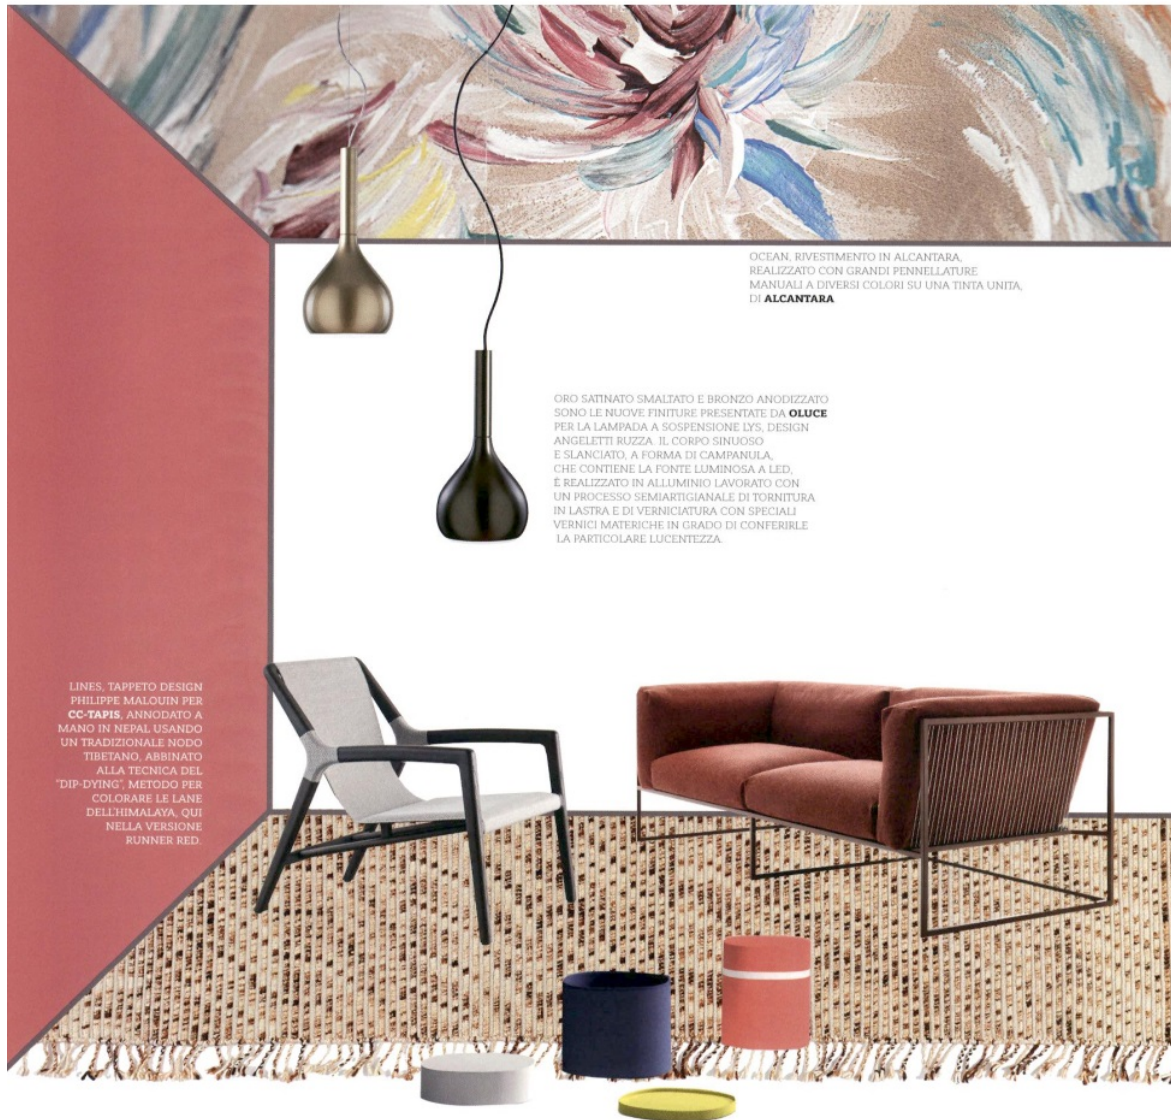 OCEAN, RIVESTIMENTO IN ALCANTARA,
REALIZZATO CON GRANDI PENNELLATURE
MANUALI A DIVERSI COLORI SU UNA TINTA UNITA,
DI ALCANTARA
ORO SATINATO SMALTATO E BRONZO ANODIZZATO
SONO LE NUOVE FINITURE PRESENTATE DA OLUCE
PER LA LAMPADA A SOSPENSIONE LYS, DESIGN
ANGELETTI RUZZA. IL CORPO SINUOSO
E SLANCIATO, A FORMA DI CAMPANULA,
CHE CONTIENE LA FONTE LUMINOSA A LED,
È REALIZZATO IN ALLUMINIO LAVORATO CON
UN PROCESSO SEMIARTIGIANALE DI TORNITURA
IN LASTRA E DI VERNICIATURA CON SPECIALI
VERNICI MATERICHE IN GRADO DI CONFERIRLE
LA PARTICOLARE LUCENTEZZA.
LINES, TAPPETO DESIGN
PHILIPPE MALOUIN PER
CC-TAPIS, ANNODATO A
MANO IN NEPAL USANDO
UN TRADIZIONALE NODO
TIBETANO, ABBINATO
ALLA TECNICA DEL
"DIP-DYING", METODO PER
COLORARE LE LANE
DELL'HIMALAYA, QUI
NELLA VERSIONE
RUNNER RED.